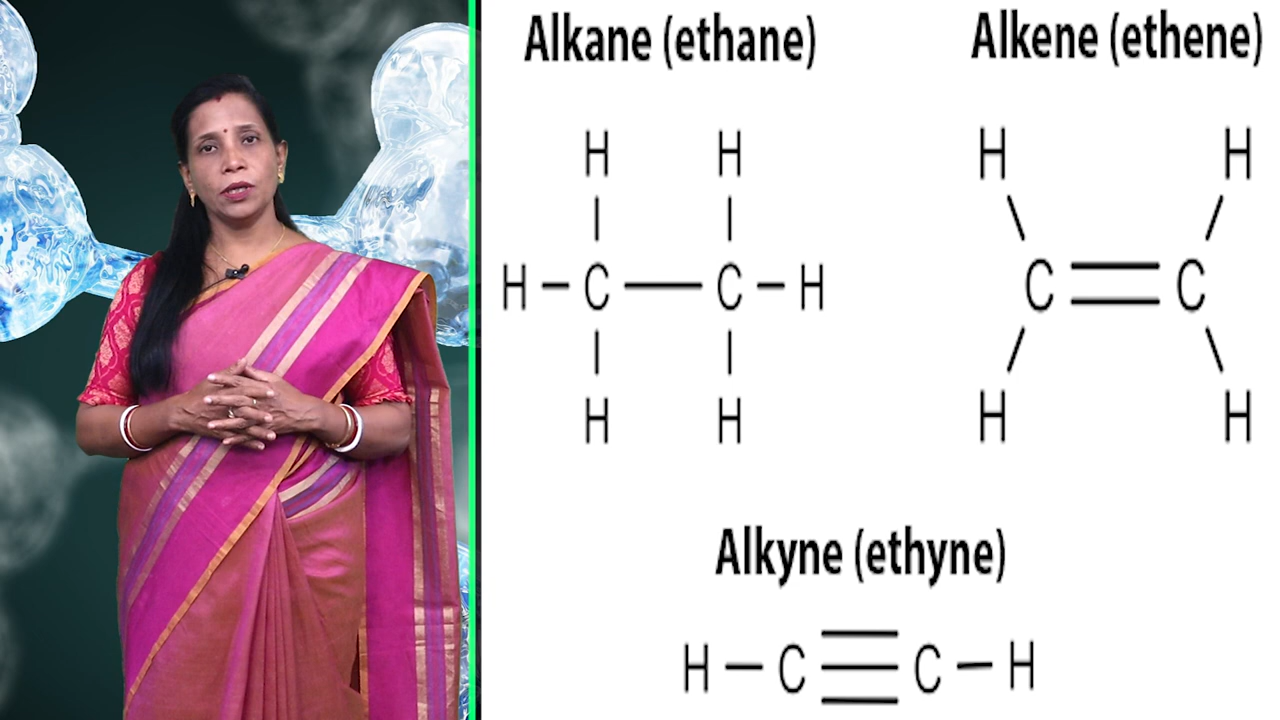 Alkane (ethane)
Alkene (ethene)
H H
H–C–C–H
H H
H H
C=C
H H
Alkyne (ethyne)
H–C≡C–H